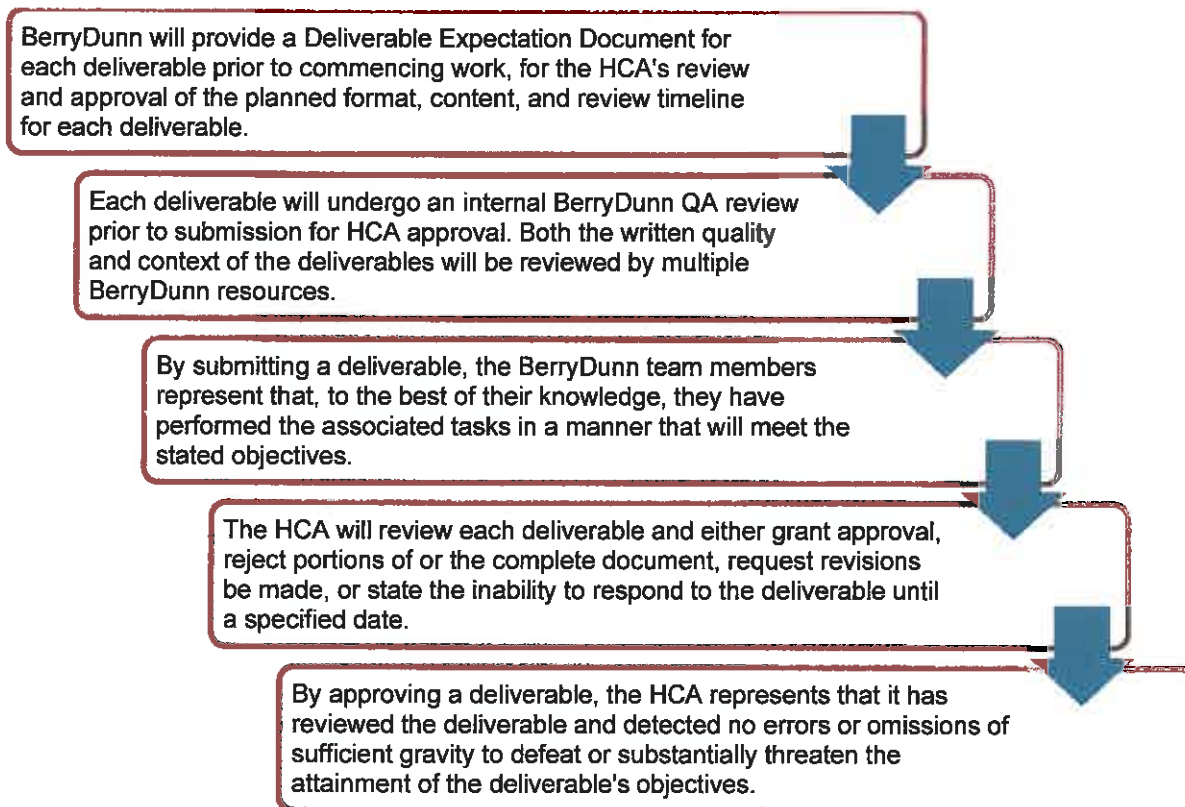 BerryDunn will provide a Deliverable Expectation Document for
each deliverable prior to commencing work, for the HCA's review
and approval of the planned format, content, and review timeline
for each deliverable.
Each deliverable will undergo an internal BerryDunn QA review
prior to submission for HCA approval. Both the written quality
and context of the deliverables will be reviewed by multiple
BerryDunn resources.
By submitting a deliverable, the BerryDunn team members
represent that, to the best of their knowledge, they have
performed the associated tasks in a manner that will meet the
stated objectives.
The HCA will review each deliverable and either grant approval,
reject portions of or the complete document, request revisions
be made, or state the inability to respond to the deliverable until
a specified date.
By approving a deliverable, the HCA represents that it has
reviewed the deliverable and detected no errors or omissions of
sufficient gravity to defeat or substantially threaten the
attainment of the deliverable's objectives.